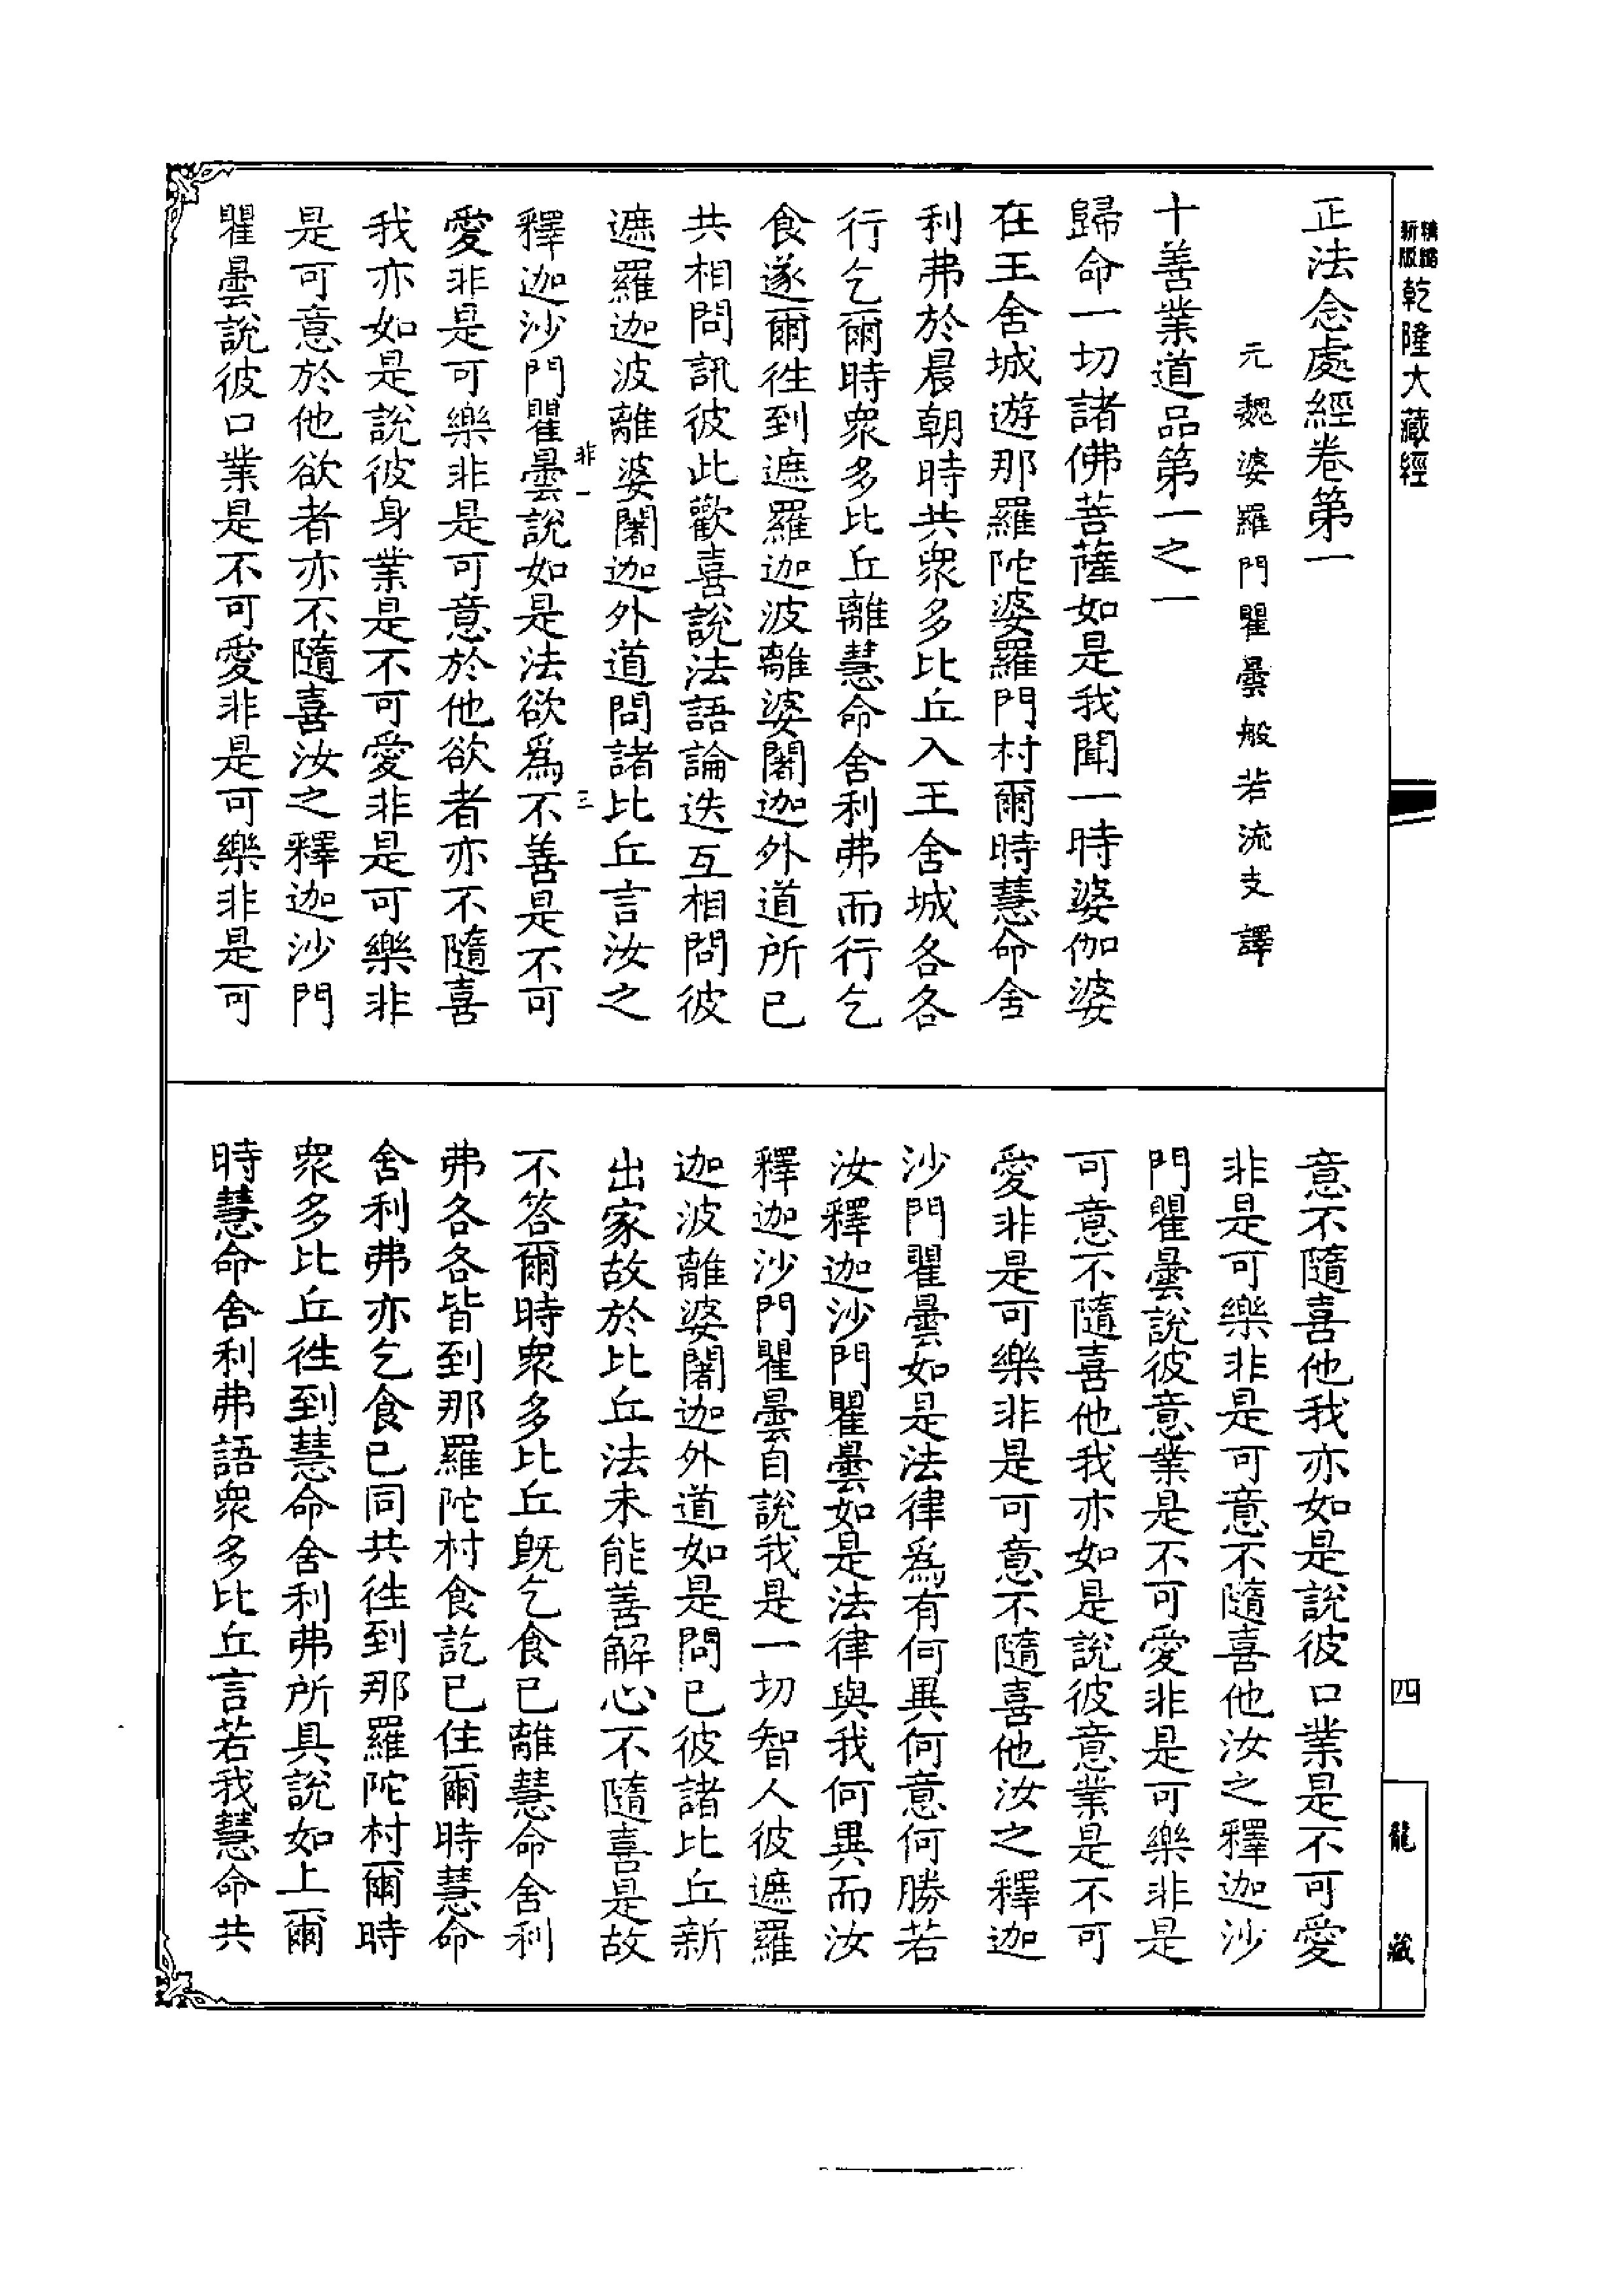 新版
乾隆大藏經
正法念處經卷第一
元魏婆羅門瞿曇般若流支譯
十善業道品第一之一
歸命一切諸佛菩薩如是我聞一時婆伽婆
在王舍城遊那羅陀婆羅門村爾時慧命舍
利弗於晨朝時共衆多比丘入王舍城各各
行乞爾時衆多比丘離慧命舍利弗而行乞
食遂爾徃到遮羅迦波離婆闍迦外道所已
共相問訊彼此歡喜說法語論迭互相問彼
遮羅迦波離婆闍迦外道問諸比丘言汝之
非一
三
釋迦沙門瞿曇說如是法欲爲不善是不可
愛非是可樂非是可意於他欲者亦不隨喜
我亦如是說彼身業是不可愛非是可樂非
是可意於他欲者亦不隨喜汝之釋迦沙門
瞿曇說彼口業是不可愛非是可樂非是可
意不隨喜他我亦如是說彼口業是不可愛
非是可樂非是可意不隨喜他汝之釋迦沙
門瞿曇說彼意業是不可愛非是可樂非是
可意不隨喜他我亦如是說彼意業是不可
愛非是可樂非是可意不隨喜他汝之釋迦
沙門瞿曇如是法律爲有何異何意何勝若
汝釋迦沙門瞿曇如是法律與我何異而汝
釋迦沙門瞿曇自說我是一切智人彼遮羅
迦波離婆闍迦外道如是問已彼諸比丘新
出家故於比丘法未能善解心不隨喜是故
不答爾時衆多比丘旣乞食已離慧命舍利
弗各各皆到那羅陀村食訖已住爾時慧命
舍利弗亦乞食已同共徃到那羅陀村爾時
衆多比丘徃到慧命舍利弗所具說如上爾
時慧命舍利弗語衆多比丘言若我慧命共
四
龍藏